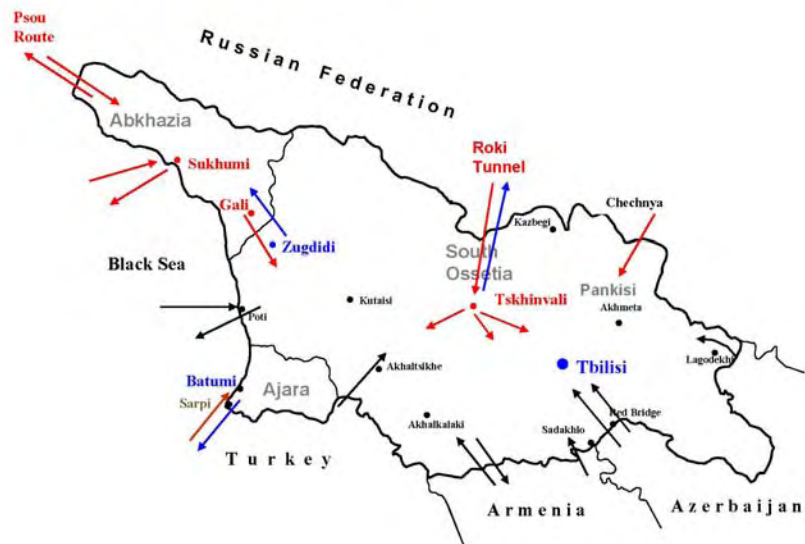 Psou
Route
Russian Federation
Abkhazia
Sukhumi
Roki
Tunnel
Chechnya
Gali
Kazbegi
Zugdidi
South
Ossetia
Black Sea
Pankisi
Tskhinvali
Kutaisi
Akhmeta
Poti
Lagodekhi
Tbilisi
Akhaltsikhe
Batumi
Ajara
Sarpi
Akhalkalaki
Red Bridge
Sadakhlo
Turkey
Armenia
Azerbaijan